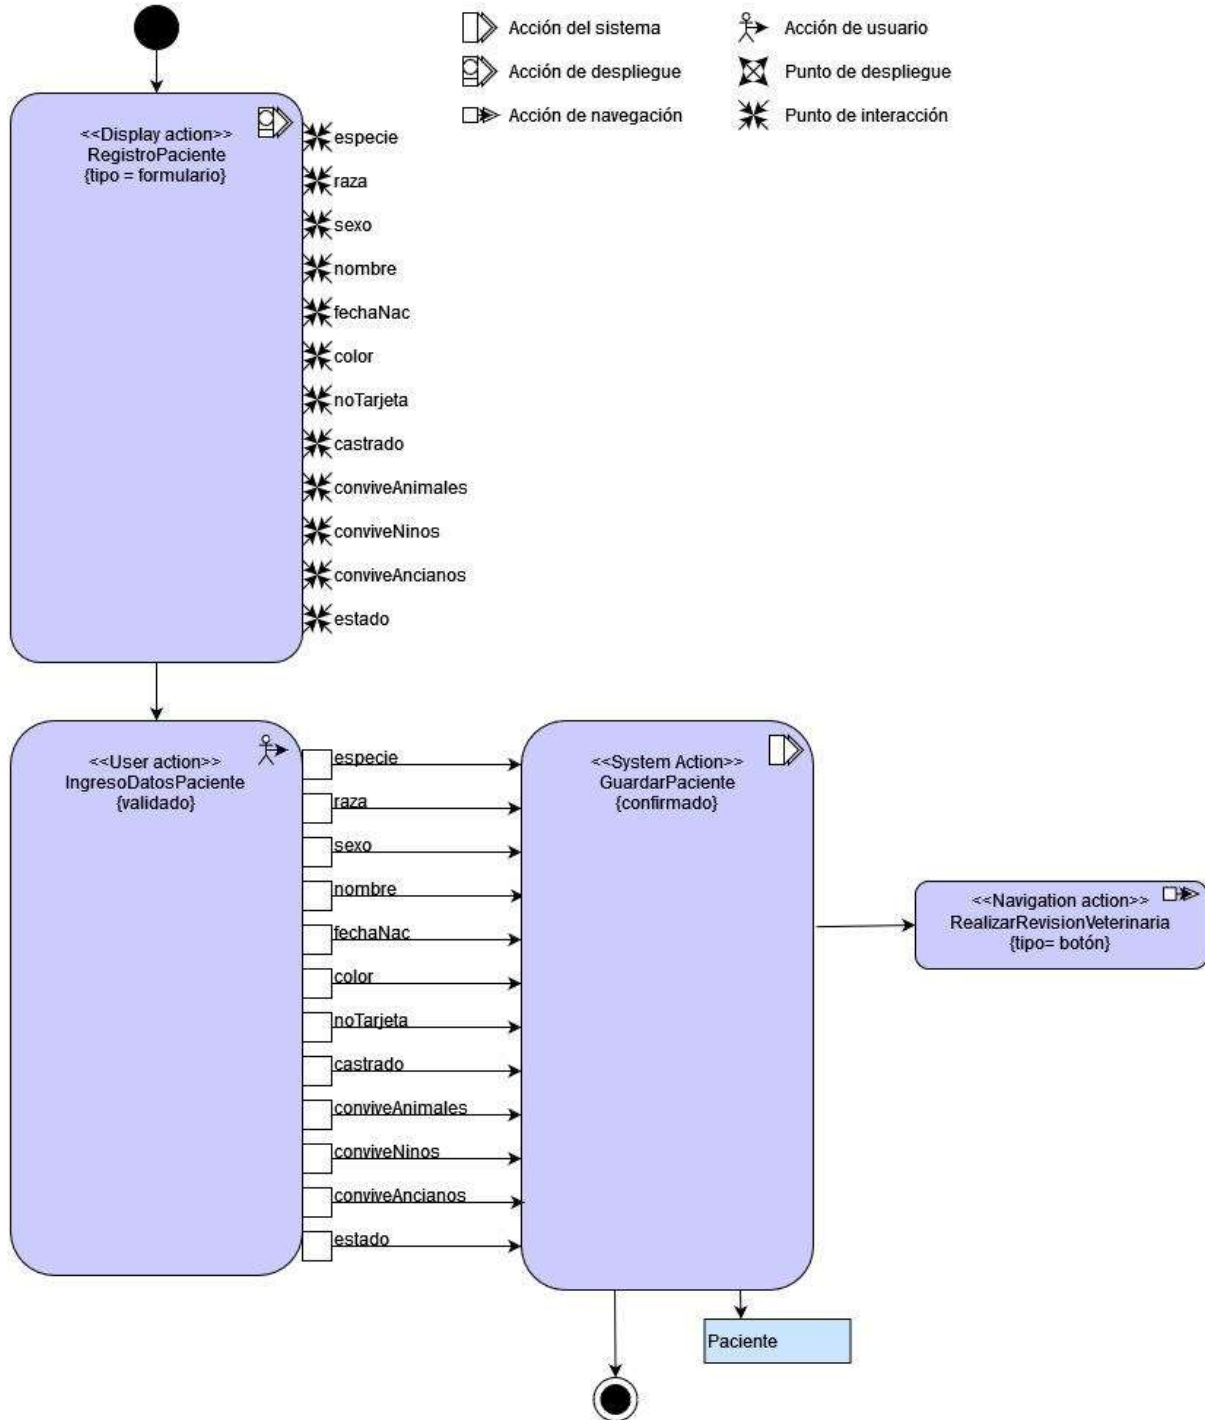 Acción del sistema
Acción de usuario
Acción de despliegue
Punto de despliegue
Acción de navegación
Punto de interacción
<<Display action>>
RegistroPaciente
{tipo = formulario}
especie
raza
sexo
nombre
fechaNac
color
noTarjeta
castrado
conviveAnimales
conviveNinos
conviveAncianos
estado
<<User action>>
IngresoDatosPaciente
{validado}
especie
raza
sexo
nombre
fechaNac
color
noTarjeta
castrado
conviveAnimales
conviveNinos
conviveAncianos
estado
<<System Action>>
GuardarPaciente
{confirmado}
<<Navigation action>>
RealizarRevisionVeterinaria
{tipo= botón}
Paciente